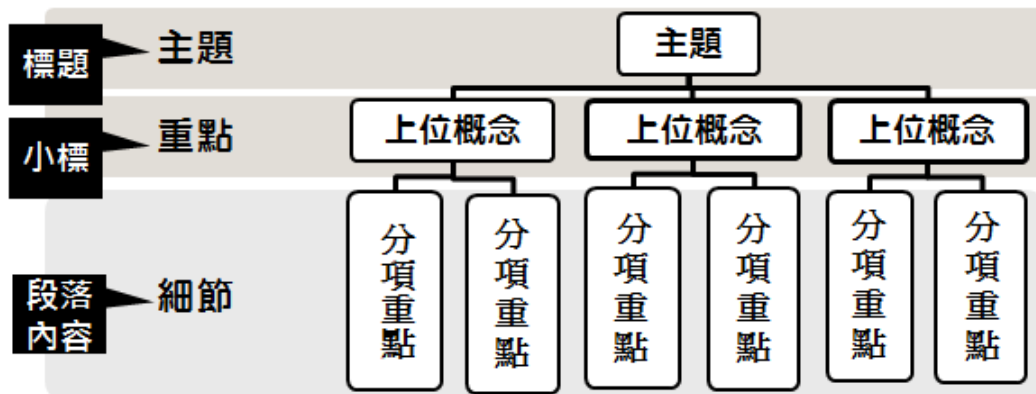 標題
主題
主題
小標
重點
上位概念
上位概念
上位概念
段落
內容
細節
分項重點
分項重點
分項重點
分項重點
分項重點
分項重點